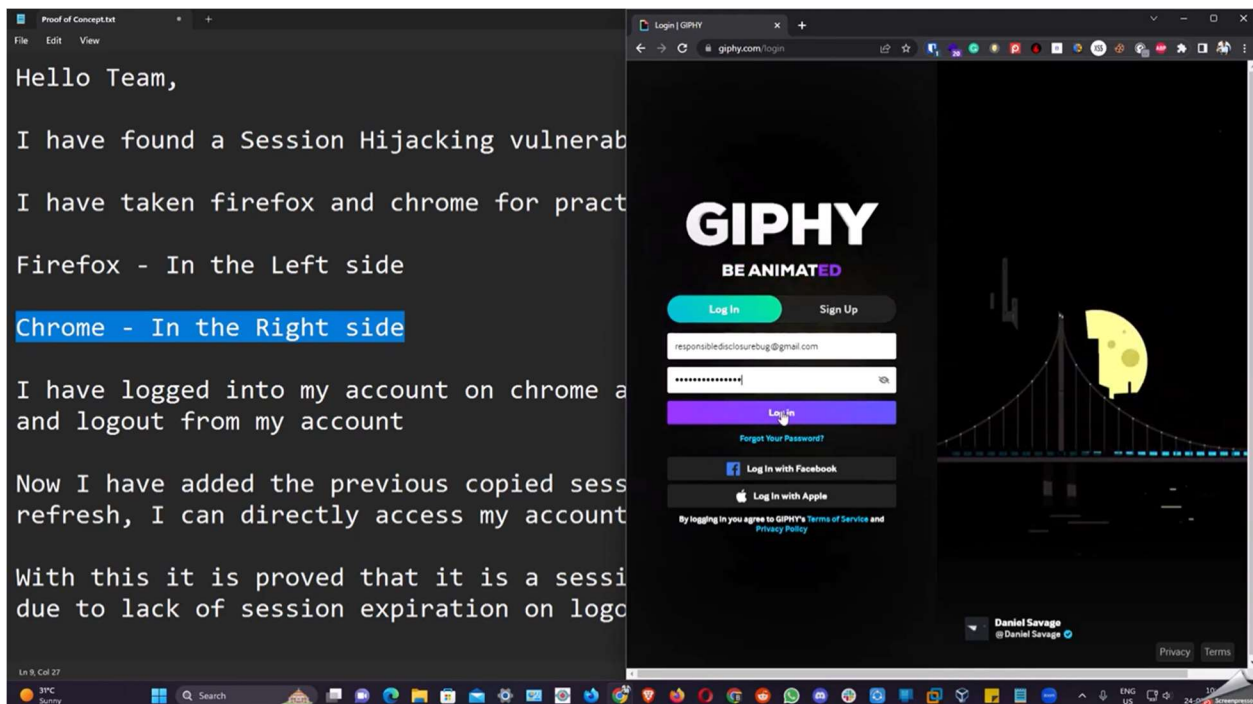 Proof of Concept.txt
File Edit View
Hello Team,
I have found a Session Hijacking vulnerab
I have taken firefox and chrome for pract
Firefox - In the Left side
Chrome - In the Right side
I have logged into my account on chrome a
and logout from my account
Now I have added the previous copied sess
refresh, I can directly access my account
With this it is proved that it is a sessi
due to lack of session expiration on logo
Ln 9, Col 27
Login | GIPHY
giphy.com/login
20
XSS
ABP
GIPHY
BE ANIMATED
Log In Sign Up
responsibledisclosurebug@gmail.com
Log in
Forgot Your Password?
Log In with Facebook
Log In with Apple
By logging in you agree to GIPHY's Terms of Service and
Privacy Policy
Daniel Savage
@Daniel Savage
Privacy Terms
31°C
Sunny
Search
ENG
US
Screenpresso